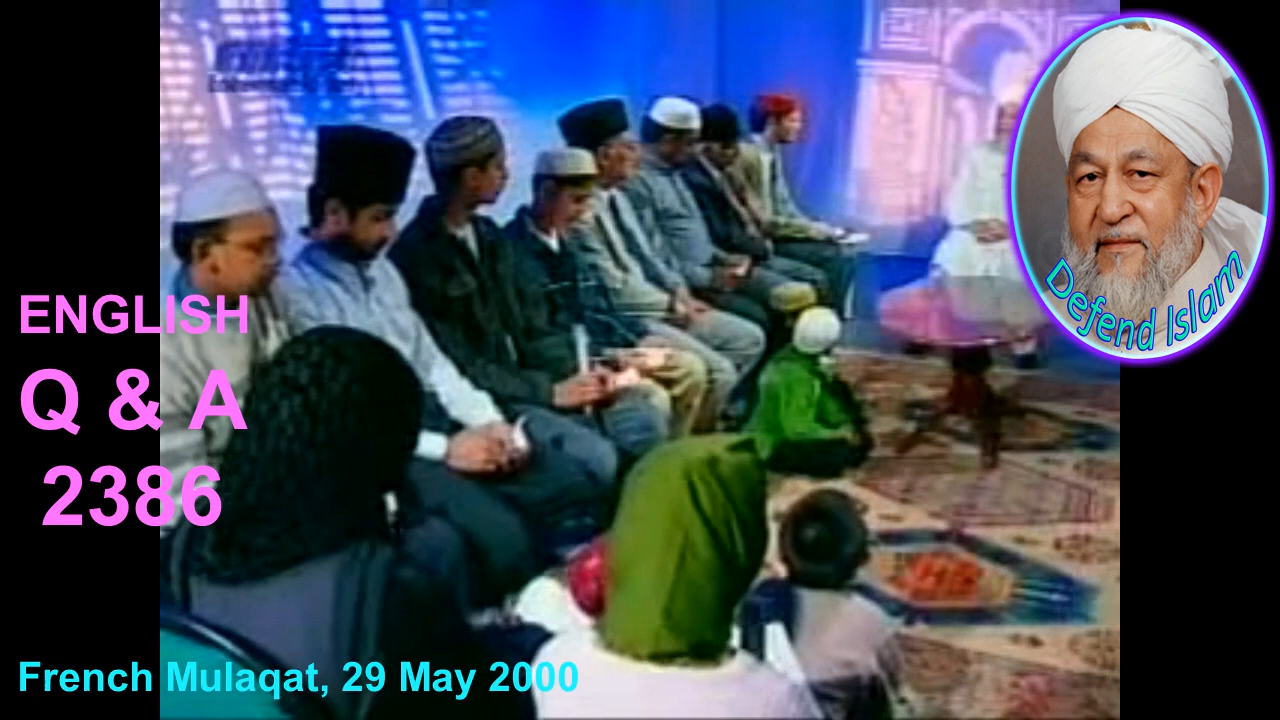 ENGLISH
Q & A
2386
French Mulaqat, 29 May 2000
Defend Islam